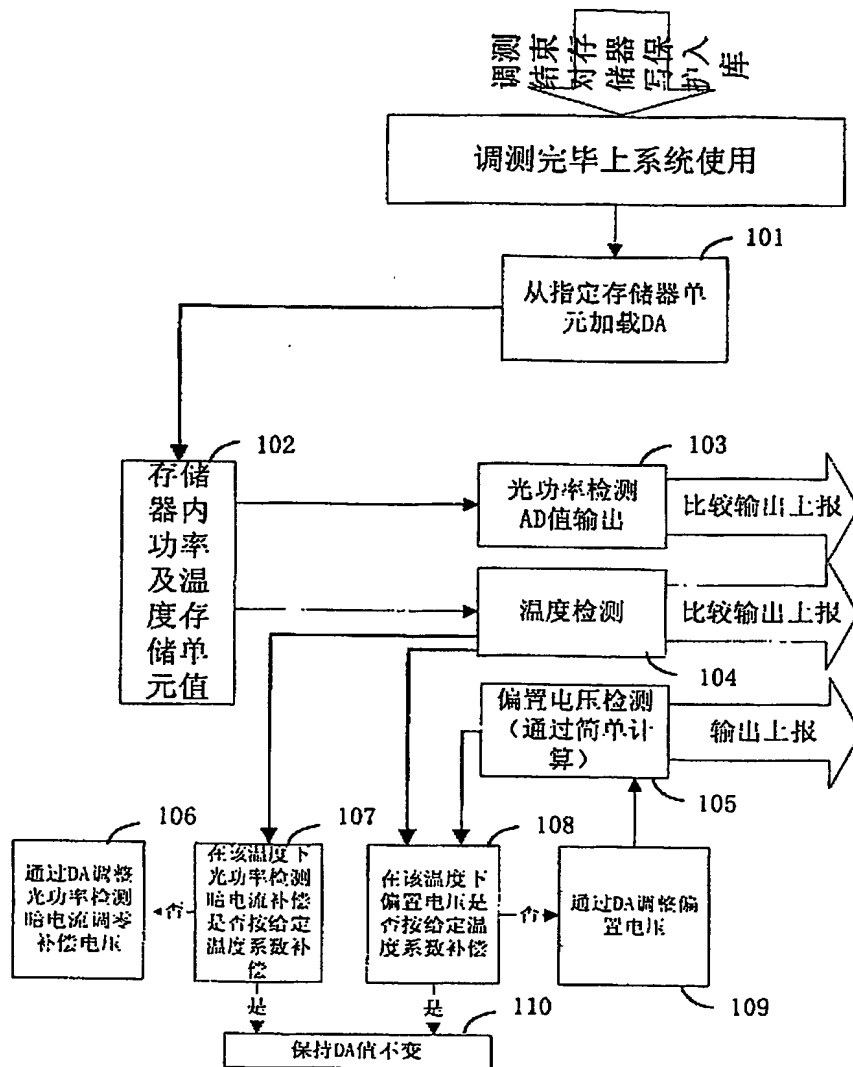 调测结束对存储器写保护入库
调测完毕上系统使用
101
从指定存储器单
元加载DA
102
存储
器内
功率
及温
度存
储单
元值
103
光功率检测
AD值输出
比较输出上报
温度检测
比较输出上报
104
偏置电压检测
（通过简单计
算）
输出上报
105
106
通过DA调整
光功率检测
暗电流调零
补偿电压
否
107
在该温度下
光功率检测
暗电流补偿
是否按给定
温度系数补
偿
108
在该温度下
偏置电压是
否按给定温
度系数补偿
否
通过DA调整偏
置电压
109
是
是
110
保持DA值不变